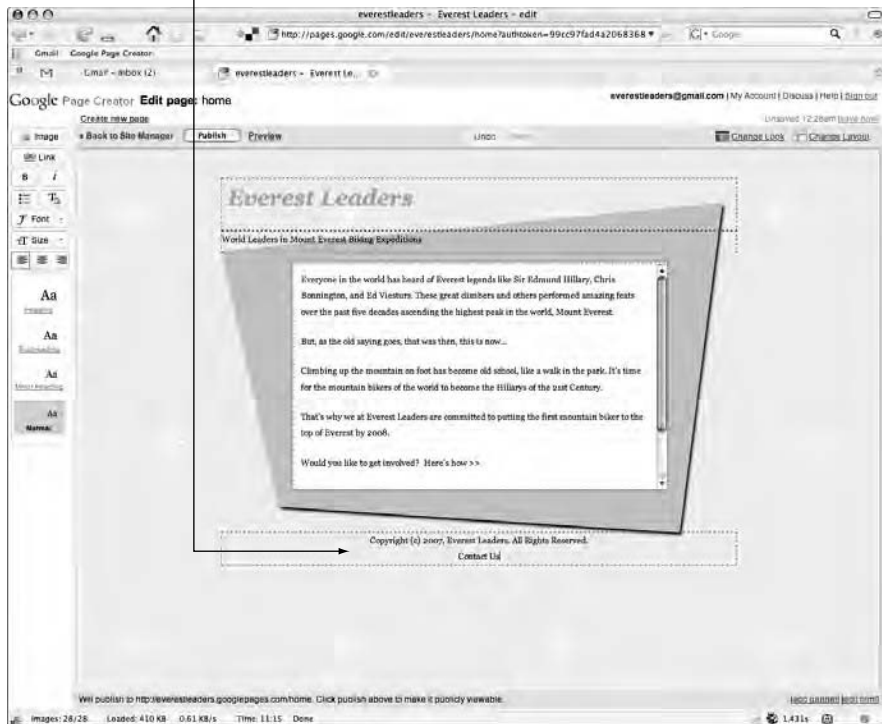 everestleaders - Everest Leaders - edit
http://pages.google.com/edit/everestleaders/home?authtoken=99cc97fad4a2068368
Google
Gmail Google Page Creator
Gmail - Inbox (2) everestleaders - Everest Le...
Google Page Creator Edit page: home
everestleaders@gmail.com | My Account | Discuss | Help | Sign out
Create new page
Unsaved 12:28am
Image
« Back to Site Manager Publish Preview Undo Change Look Change Layout
Link
B i
Font
Size
Aa
Heading
Aa
Subheading
Aa
Minor heading
Aa
Normal
Everest Leaders
World Leaders in Mount Everest Biking Expeditions
Everyone in the world has heard of Everest legends like Sir Edmund Hillary, Chris
Bonnington, and Ed Viesturs. These great climbers and others performed amazing feats
over the past five decades ascending the highest peak in the world, Mount Everest.
But, as the old saying goes, that was then, this is now...
Climbing up the mountain on foot has become old school, like a walk in the park. It's time
for the mountain bikers of the world to become the Hillarys of the 21st Century.
That's why we at Everest Leaders are committed to putting the first mountain biker to the
top of Everest by 2008.
Would you like to get involved? Here's how >>
Copyright (c) 2007, Everest Leaders. All Rights Reserved.
Contact Us
Will publish to http://everestleaders.googlepages.com/home. Click publish above to make it publicly viewable.
Images: 28/28 Loaded: 410 KB 0.61 KB/s Time: 11:15 Done
1.431s